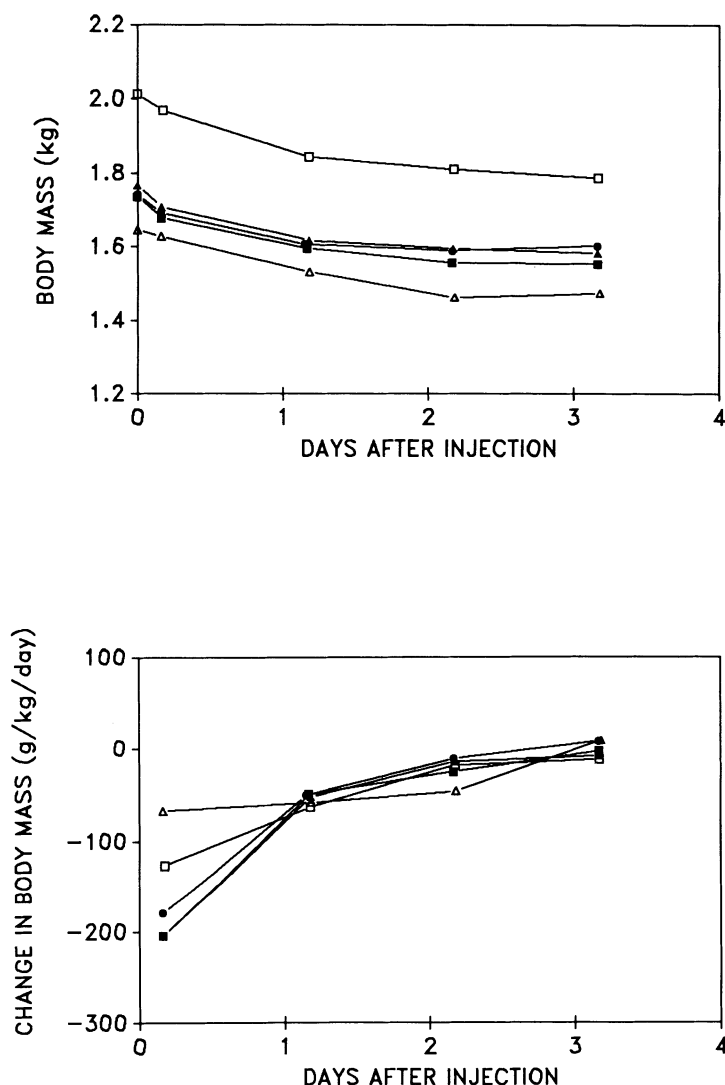 2.2
2.0
1.8
1.6
1.4
1.2
BODY MASS (kg)
0 1 2 3 4
DAYS AFTER INJECTION
100
0
-100
-200
-300
CHANGE IN BODY MASS (g/kg/day)
0 1 2 3 4
DAYS AFTER INJECTION